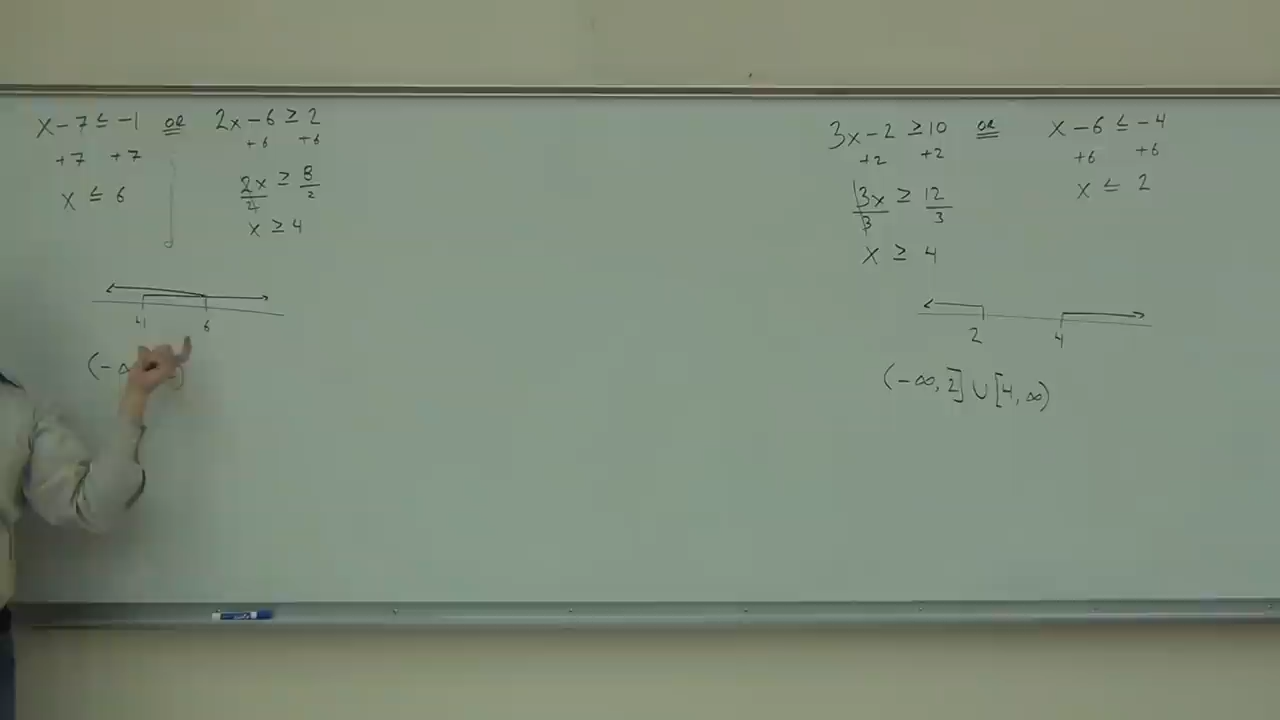 x - 7 ≤ -1 or 2x - 6 ≥ 2
+7 +7 +6 +6
x ≤ 6 2x/2 ≥ 8/2
x ≥ 4
4 6
(-∞
3x - 2 ≥ 10 or x - 6 ≤ -4
+2 +2 +6 +6
3x/3 ≥ 12/3 x ≤ 2
x ≥ 4
2 4
(-∞, 2] ∪ [4, ∞)